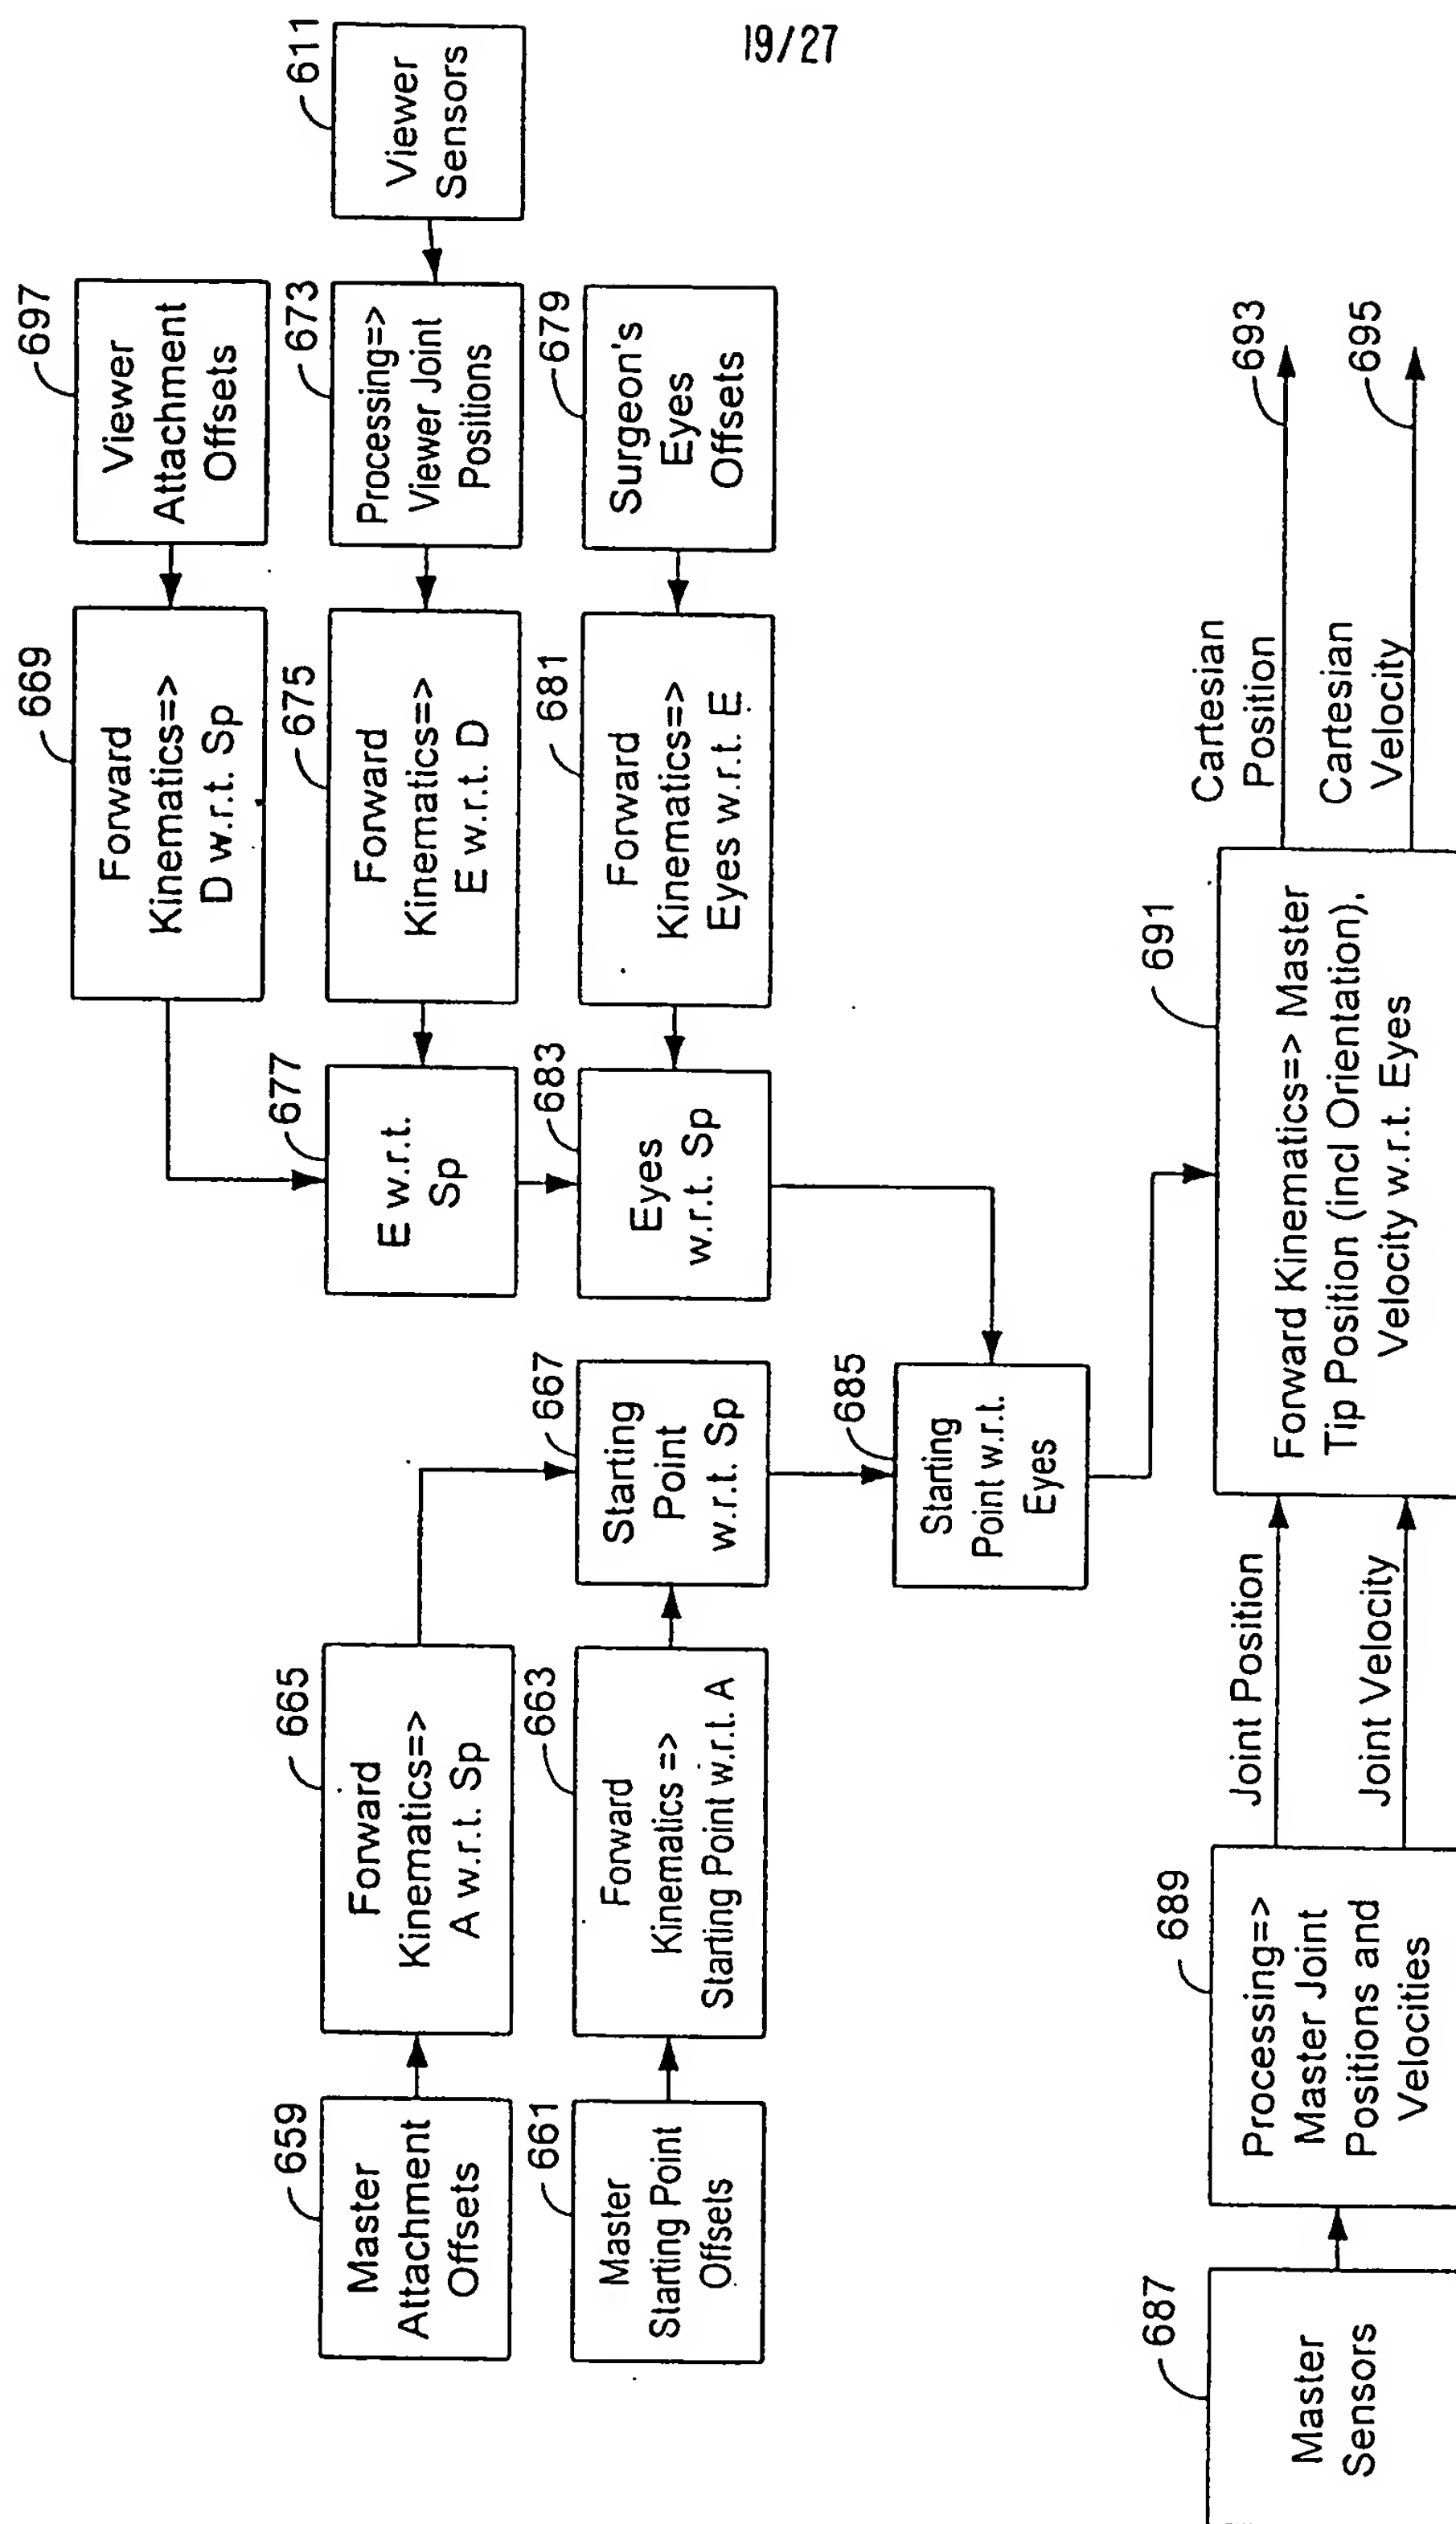 19/27
659
Master
Attachment
Offsets
665
Forward
Kinematics=>
A w.r.t. Sp
677
E w.r.t.
Sp
669
Forward
Kinematics=>
D w.r.t. Sp
697
Viewer
Attachment
Offsets
675
Forward
Kinematics=>
E w.r.t. D
673
Processing=>
Viewer Joint
Positions
611
Viewer
Sensors
661
Master
Starting Point
Offsets
663
Forward
Kinematics =>
Starting Point w.r.t. A
667
Starting
Point
w.r.t. Sp
683
Eyes
w.r.t. Sp
681
Forward
Kinematics=>
Eyes w.r.t. E
679
Surgeon's
Eyes
Offsets
685
Starting
Point w.r.t.
Eyes
687
Master
Sensors
689
Processing=>
Master Joint
Positions and
Velocities
Joint Position
Joint Velocity
691
Forward Kinematics=> Master
Tip Position (incl Orientation),
Velocity w.r.t. Eyes
Cartesian
Position
693
Cartesian
Velocity
695